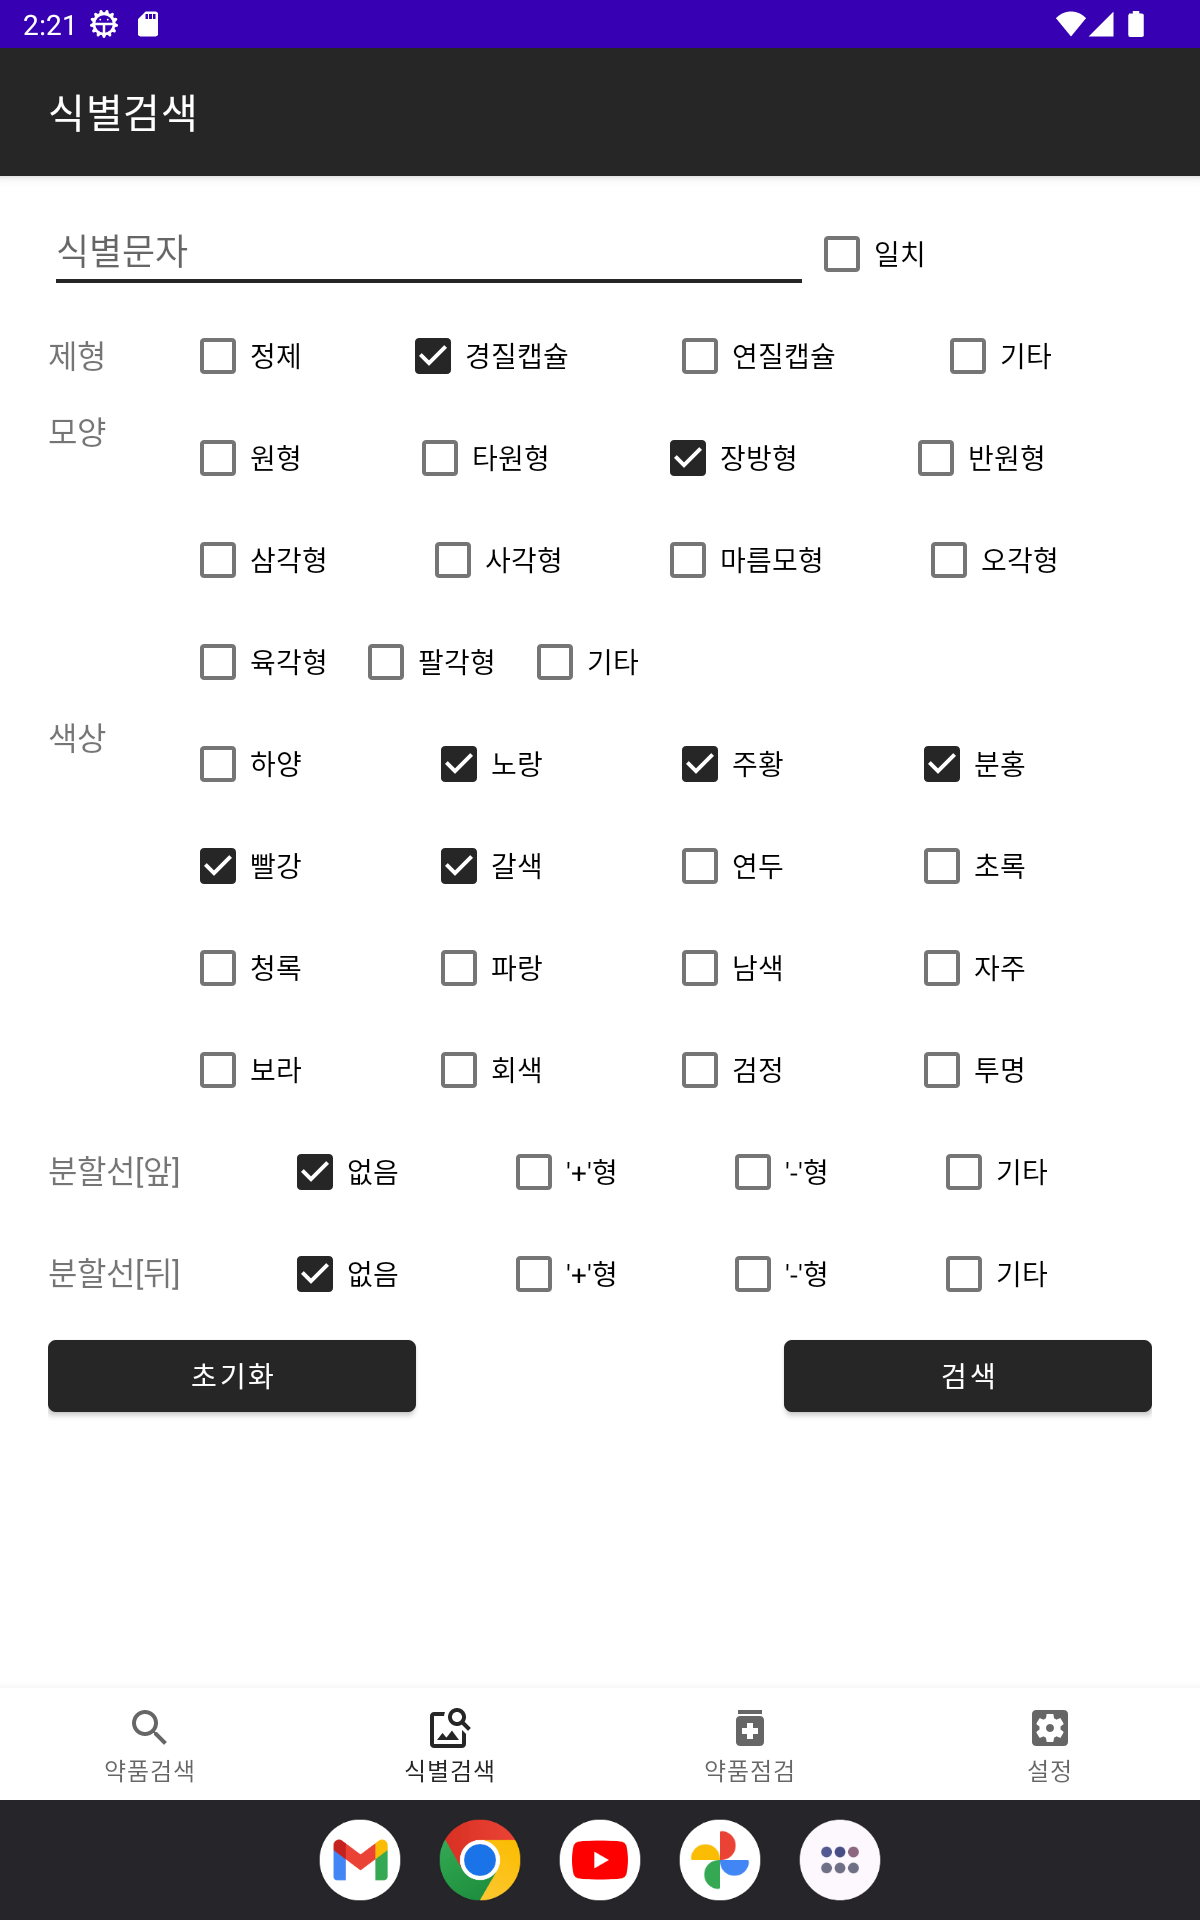 2:21
식별검색
식별문자 일치
제형 정제 경질캡슐 연질캡슐 기타
모양 원형 타원형 장방형 반원형
삼각형 사각형 마름모형 오각형
육각형 팔각형 기타
색상 하양 노랑 주황 분홍
빨강 갈색 연두 초록
청록 파랑 남색 자주
보라 회색 검정 투명
분할선[앞] 없음 '+'형 '-'형 기타
분할선[뒤] 없음 '+'형 '-'형 기타
초기화 검색
약품검색 식별검색 약품점검 설정